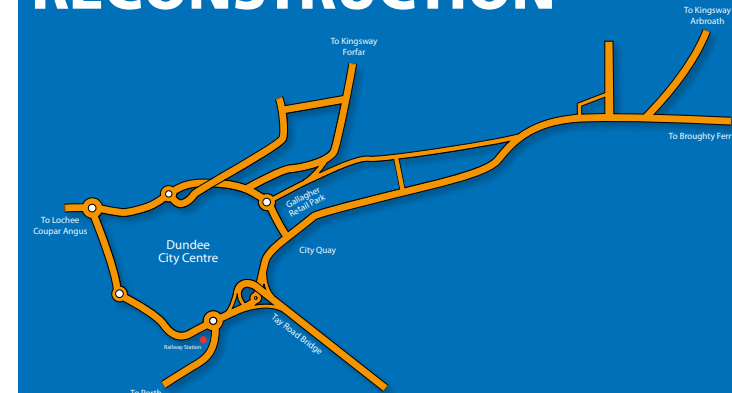 RECONSTRUCTION
To Kingsway
Arbroath
To Kingsway
Forfar
To Broughty Ferr
Gallagher
Retail Park
To Lochee
Coupar Angus
Dundee
City Centre
City Quay
Tay Road Bridge
Railway Station
To Perth